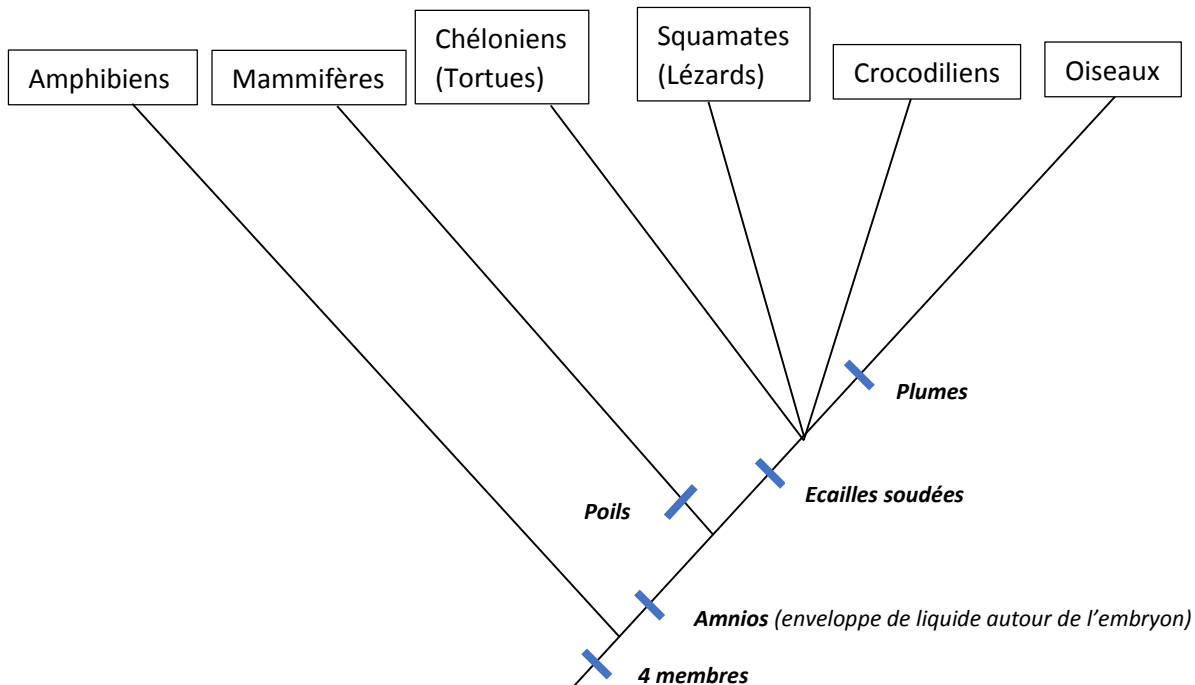 Amphibiens
Mammifères
Chéloniens
(Tortues)
Squamates
(Lézards)
Crocodiliens
Oiseaux
Plumes
Ecailles soudées
Poils
Amnios (enveloppe de liquide autour de l’embryon)
4 membres